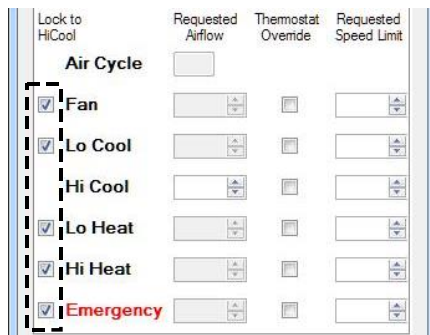 Lock to HiCool Requested Airflow Thermostat Override Requested Speed Limit
Air Cycle
Fan
Lo Cool
Hi Cool
Lo Heat
Hi Heat
Emergency